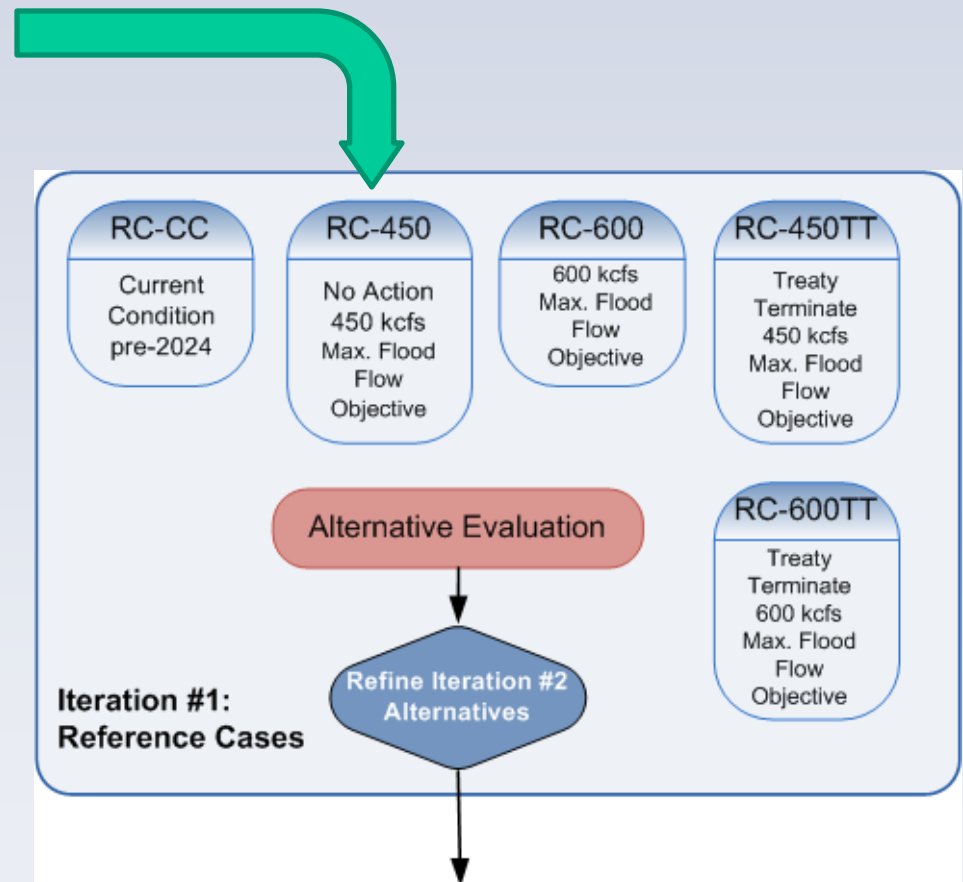 RC-CC
Current
Condition
pre-2024
RC-450
No Action
450 kcfs
Max. Flood
Flow
Objective
RC-600
600 kcfs
Max. Flood
Flow
Objective
RC-450TT
Treaty
Terminate
450 kcfs
Max. Flood
Flow
Objective
RC-600TT
Treaty
Terminate
600 kcfs
Max. Flood
Flow
Objective
Alternative Evaluation
Refine Iteration #2
Alternatives
Iteration #1:
Reference Cases